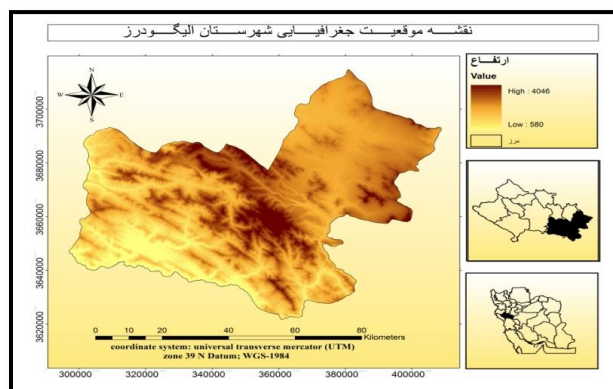 نقشه موقعیت جغرافیایی شهرستان الیگودرز
N
W E
S
ارتفاع
Value
High : 4046
Low : 580
مرز
3700000
3680000
3660000
3640000
3620000
0 10 20 40 60 80
Kilometers
coordinate system: universal transverse mercator (UTM)
zone 39 N Datum; WGS-1984
300000 320000 340000 360000 380000 400000